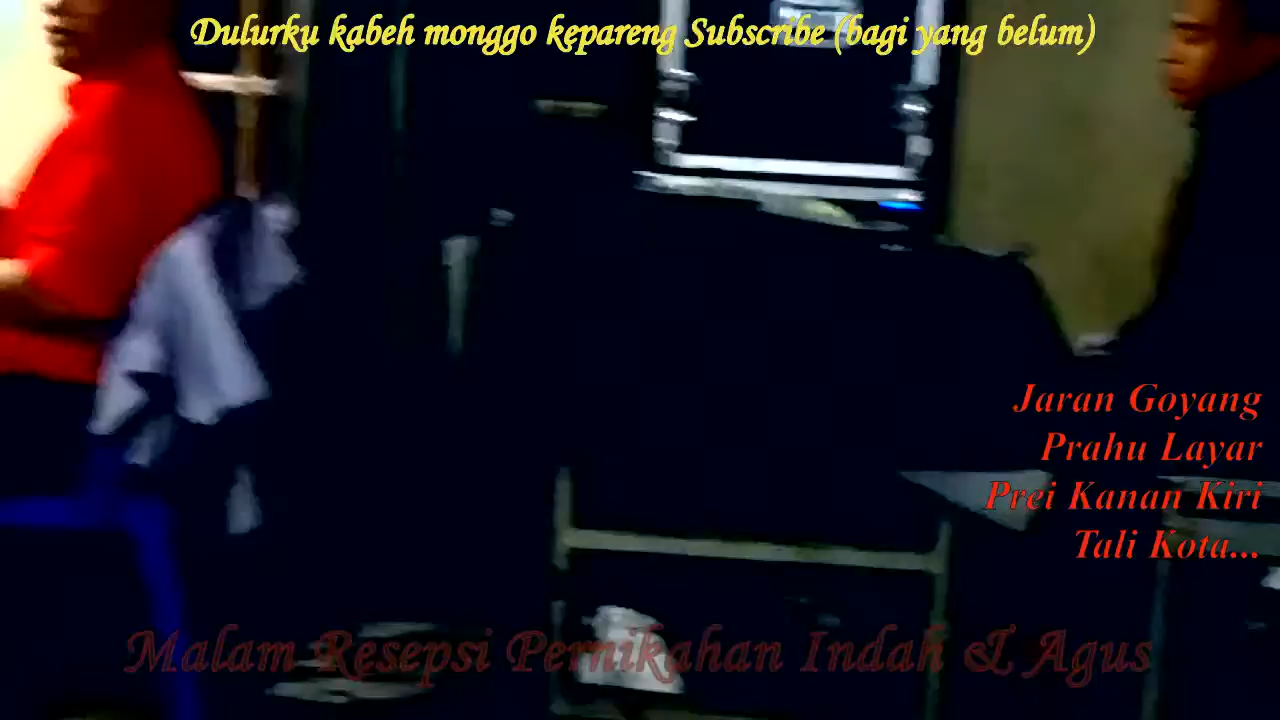 Dulurku kabeh monggo kepareng Subscribe (bagi yang belum)
Jaran Goyang
Prahu Layar
Prei Kanan Kiri
Tali Kota...
Malam Resepsi Pernikahan Indah & Agus